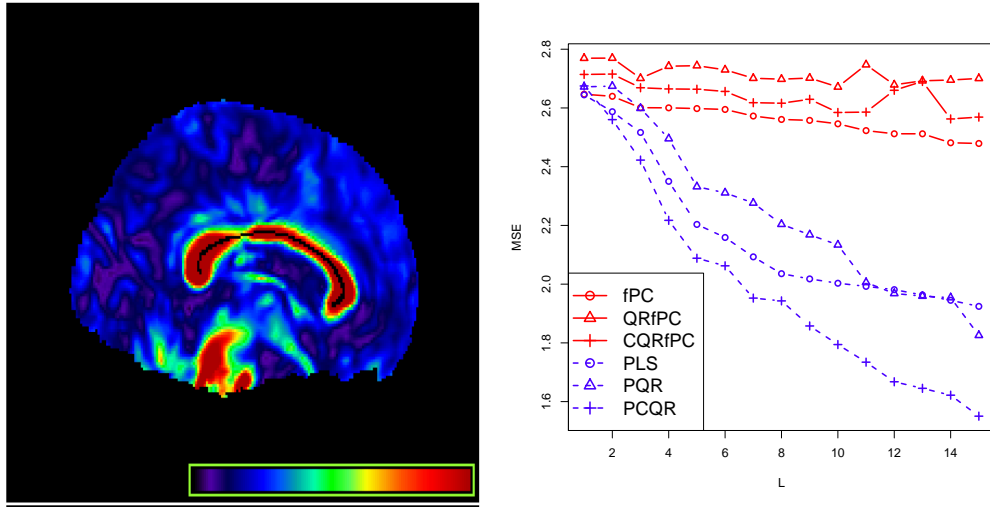 2.8
2.6
2.4
2.2
2.0
1.8
1.6
MSE
fPC
QRfPC
CQRfPC
PLS
PQR
PCQR
2 4 6 8 10 12 14
L